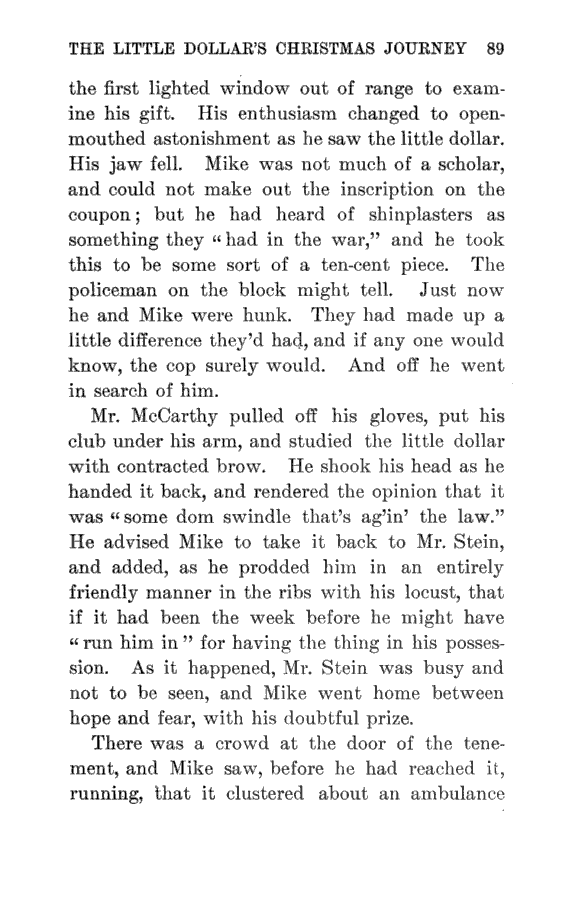 THE LITTLE DOLLAR'S CHRISTMAS JOURNEY 89
the first lighted window out of range to exam-
ine his gift. His enthusiasm changed to open-
mouthed astonishment as he saw the little dollar.
His jaw fell. Mike was not much of a scholar,
and could not make out the inscription on the
coupon; but he had heard of shinplasters as
something they “had in the war,” and he took
this to be some sort of a ten-cent piece. The
policeman on the block might tell. Just now
he and Mike were hunk. They had made up a
little difference they'd had, and if any one would
know, the cop surely would. And off he went
in search of him.
Mr. McCarthy pulled off his gloves, put his
club under his arm, and studied the little dollar
with contracted brow. He shook his head as he
handed it back, and rendered the opinion that it
was “some dom swindle that's ag'in' the law.”
He advised Mike to take it back to Mr. Stein,
and added, as he prodded him in an entirely
friendly manner in the ribs with his locust, that
if it had been the week before he might have
“run him in” for having the thing in his posses-
sion. As it happened, Mr. Stein was busy and
not to be seen, and Mike went home between
hope and fear, with his doubtful prize.
There was a crowd at the door of the tene-
ment, and Mike saw, before he had reached it,
running, that it clustered about an ambulance